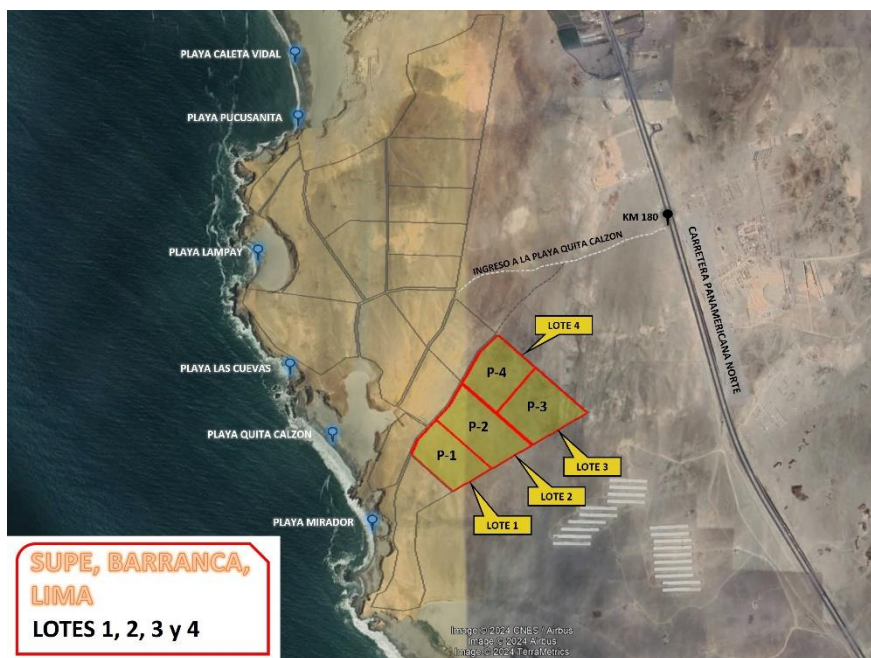 PLAYA CALETA VIDAL
PLAYA PUCUSANITA
KM 180
PLAYA LAMPAY
INGRESO A LA PLAYA QUITA CALZON
CARRETERA PANAMERICANA NORTE
LOTE 4
PLAYA LAS CUEVAS
P-4
P-3
P-2
PLAYA QUITA CALZON
P-1
LOTE 3
LOTE 2
LOTE 1
PLAYA MIRADOR
SUPE, BARRANCA,
LIMA
LOTES 1, 2, 3 y 4
Image © 2024 CNES / Airbus
Image © 2024 Airbus
Image © 2024 TerraMetrics